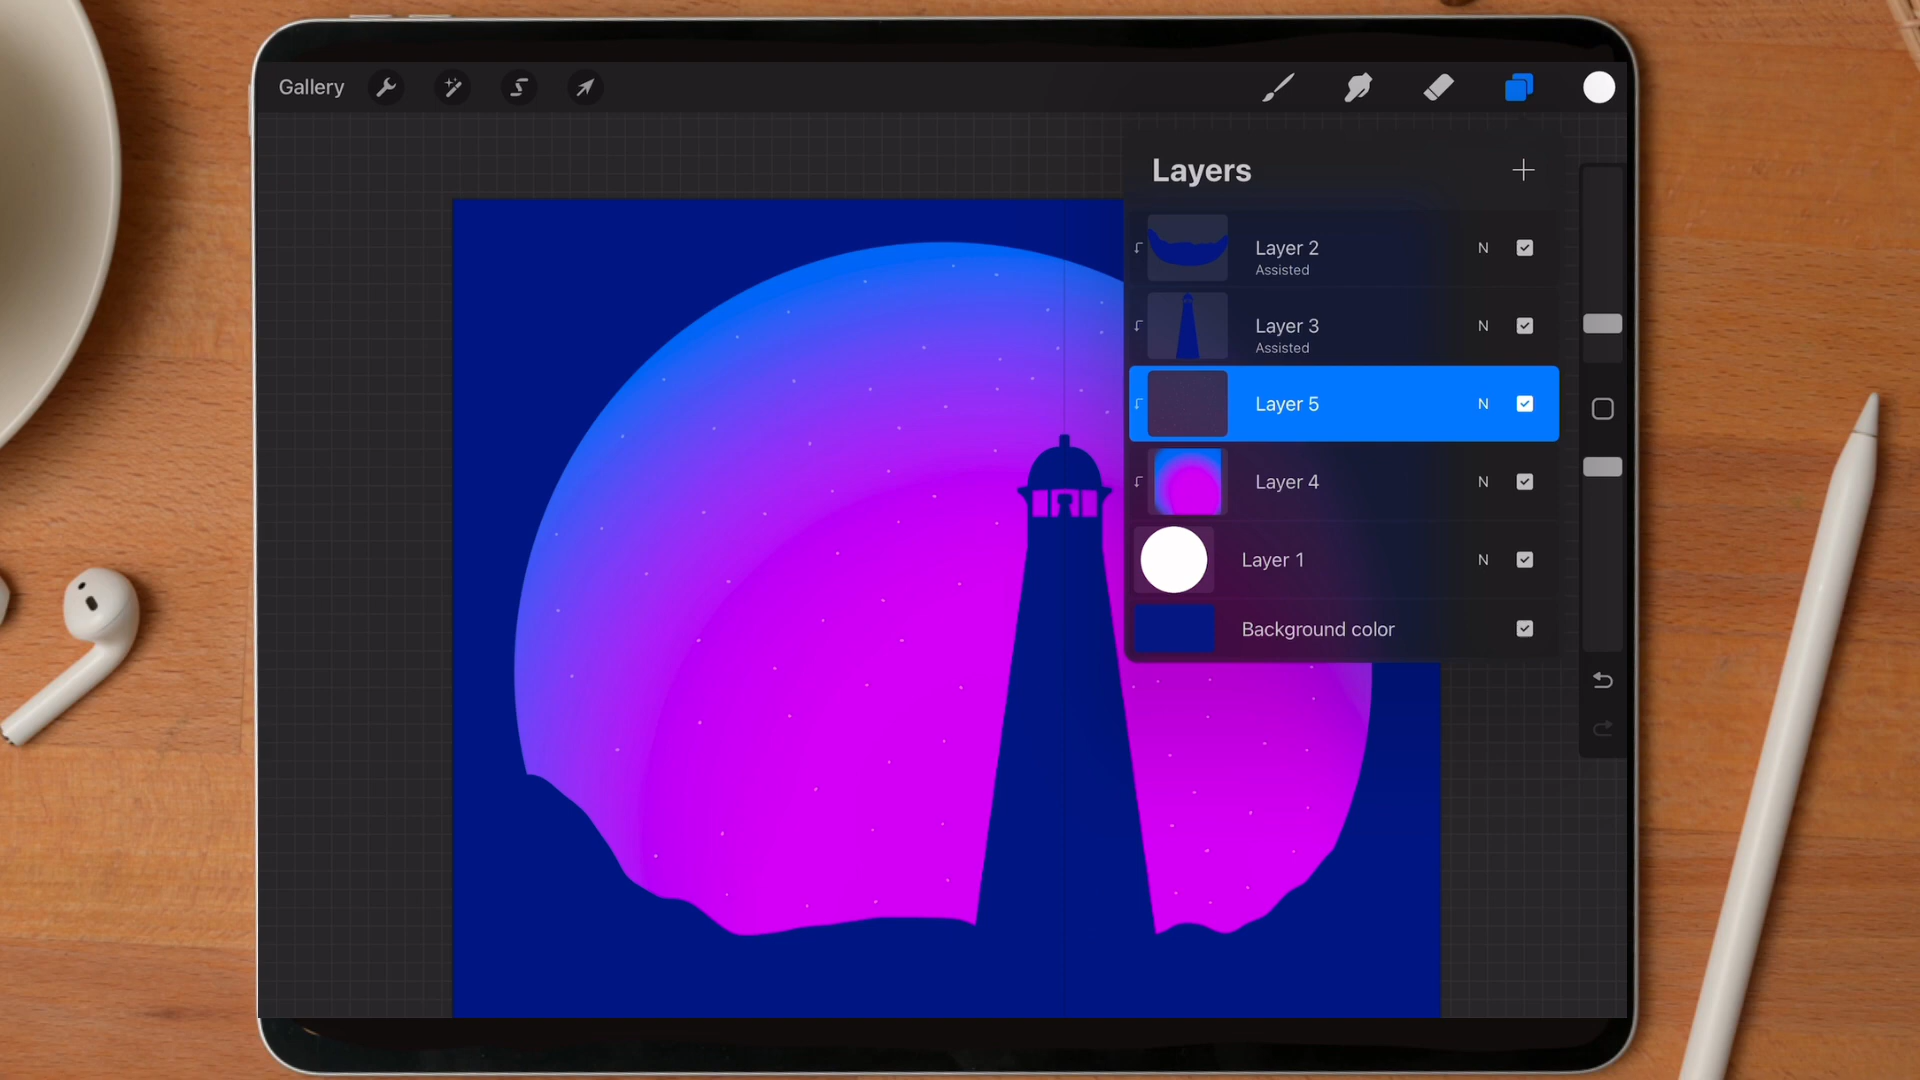 Gallery
Layers
Layer 2
N
Assisted
Layer 3
N
Assisted
Layer 5
N
Layer 4
N
Layer 1
N
Background color